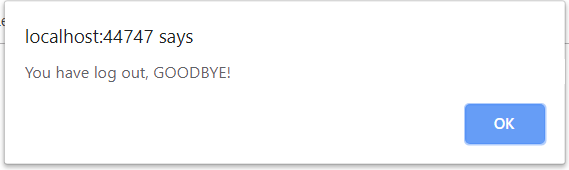 localhost:44747 says
You have log out, GOODBYE!
OK